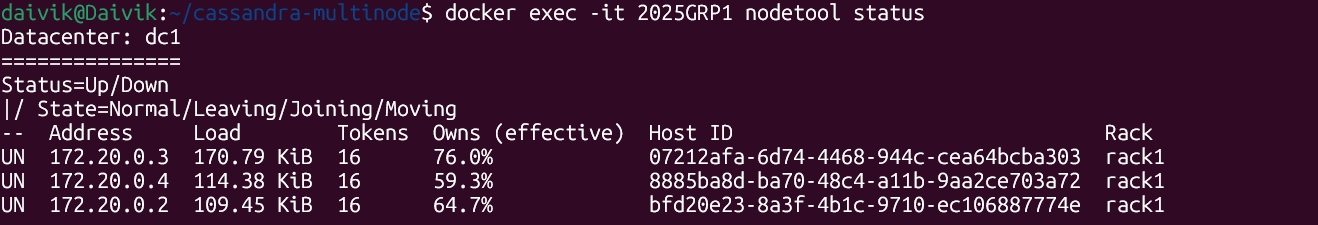 daivik@Daivik:~/cassandra-multinode$ docker exec -it 2025GRP1 nodetool status
Datacenter: dc1
===============
Status=Up/Down
|/ State=Normal/Leaving/Joining/Moving
--  Address     Load        Tokens  Owns (effective)  Host ID                               Rack
UN  172.20.0.3  170.79 KiB  16      76.0%             07212afa-6d74-4468-944c-cea64bcba303  rack1
UN  172.20.0.4  114.38 KiB  16      59.3%             8885ba8d-ba70-48c4-a11b-9aa2ce703a72  rack1
UN  172.20.0.2  109.45 KiB  16      64.7%             bfd20e23-8a3f-4b1c-9710-ec106887774e  rack1